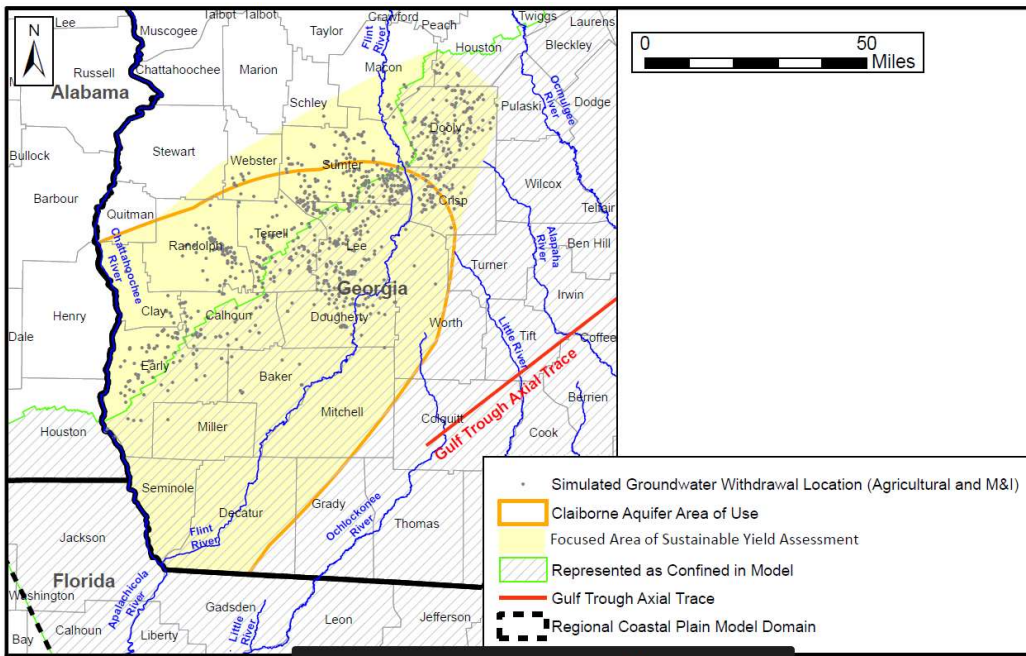 N
0
50
Miles
Lee
Muscogee
Talbot
Talbot
Crawford
Peach
Twiggs
Laurens
Taylor
Flint
River
Houston
Bleckley
Russell
Chattahoochee
Marion
Macon
Alabama
Schley
Dooly
Pulaski
Ocmulgee
River
Dodge
Bullock
Stewart
Webster
Sumter
Wilcox
Barbour
Quitman
Crisp
Telfair
Chattahoochee
River
Randolph
Terrell
Lee
Turner
Alapaha
River
Ben Hill
Georgia
Irwin
Henry
Clay
Calhoun
Dougherty
Worth
Little River
Tift
Coffee
Dale
Early
Baker
Gulf Trough Axial Trace
Berrien
Mitchell
Colquitt
Cook
Houston
Miller
Seminole
Decatur
Grady
Ochlockonee
River
Thomas
Flint
River
Jackson
Florida
Washington
Apalachicola
River
Gadsden
Little
River
Leon
Jefferson
Calhoun
Bay
Liberty
Simulated Groundwater Withdrawal Location (Agricultural and M&I)
Claiborne Aquifer Area of Use
Focused Area of Sustainable Yield Assessment
Represented as Confined in Model
Gulf Trough Axial Trace
Regional Coastal Plain Model Domain